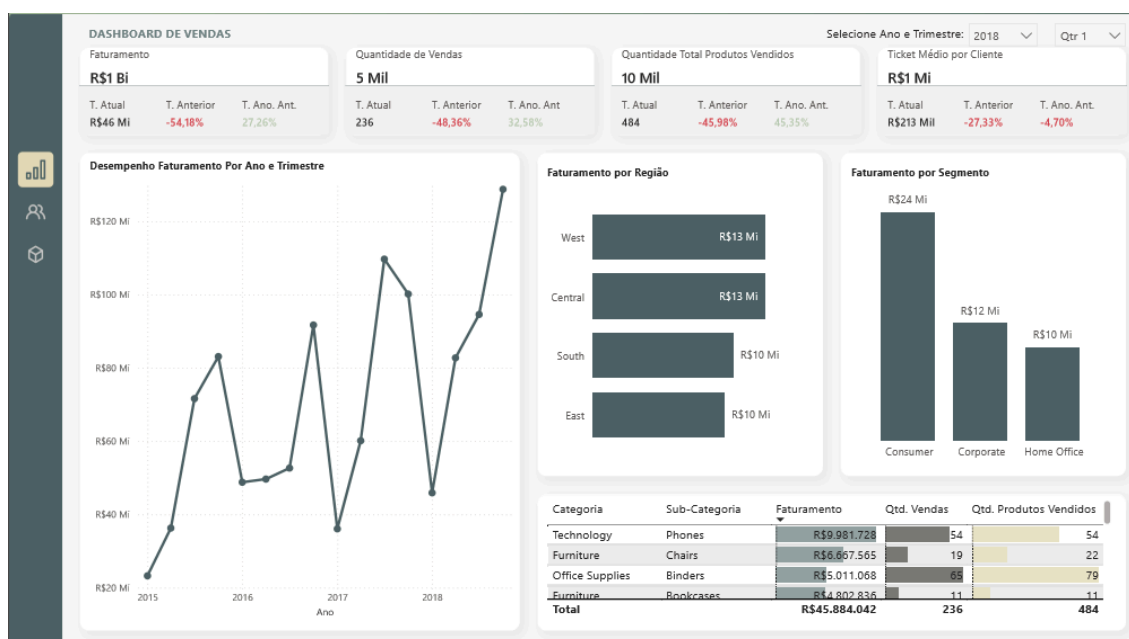 DASHBOARD DE VENDAS
Selecione Ano e Trimestre: 2018 Qtr 1
Faturamento
R$1 Bi
T. Atual T. Anterior T. Ano. Ant.
R$46 Mi -54,18% 27,26%
Quantidade de Vendas
5 Mil
T. Atual T. Anterior T. Ano. Ant
236 -48,36% 32,58%
Quantidade Total Produtos Vendidos
10 Mil
T. Atual T. Anterior T. Ano. Ant.
484 -45,98% 45,35%
Ticket Médio por Cliente
R$1 Mi
T. Atual T. Anterior T. Ano. Ant.
R$213 Mil -27,33% -4,70%
Desempenho Faturamento Por Ano e Trimestre
R$120 Mi
R$100 Mi
R$80 Mi
R$60 Mi
R$40 Mi
R$20 Mi
2015 2016 2017 2018
Ano
Faturamento por Região
West R$13 Mi
Central R$13 Mi
South R$10 Mi
East R$10 Mi
Faturamento por Segmento
R$24 Mi
R$12 Mi
R$10 Mi
Consumer Corporate Home Office
Categoria Sub-Categoria Faturamento Qtd. Vendas Qtd. Produtos Vendidos
Technology Phones R$9.981.728 54 54
Furniture Chairs R$6.667.565 19 22
Office Supplies Binders R$5.011.068 65 79
Furniture Bookcases R$4.802.836 11 11
Total R$45.884.042 236 484